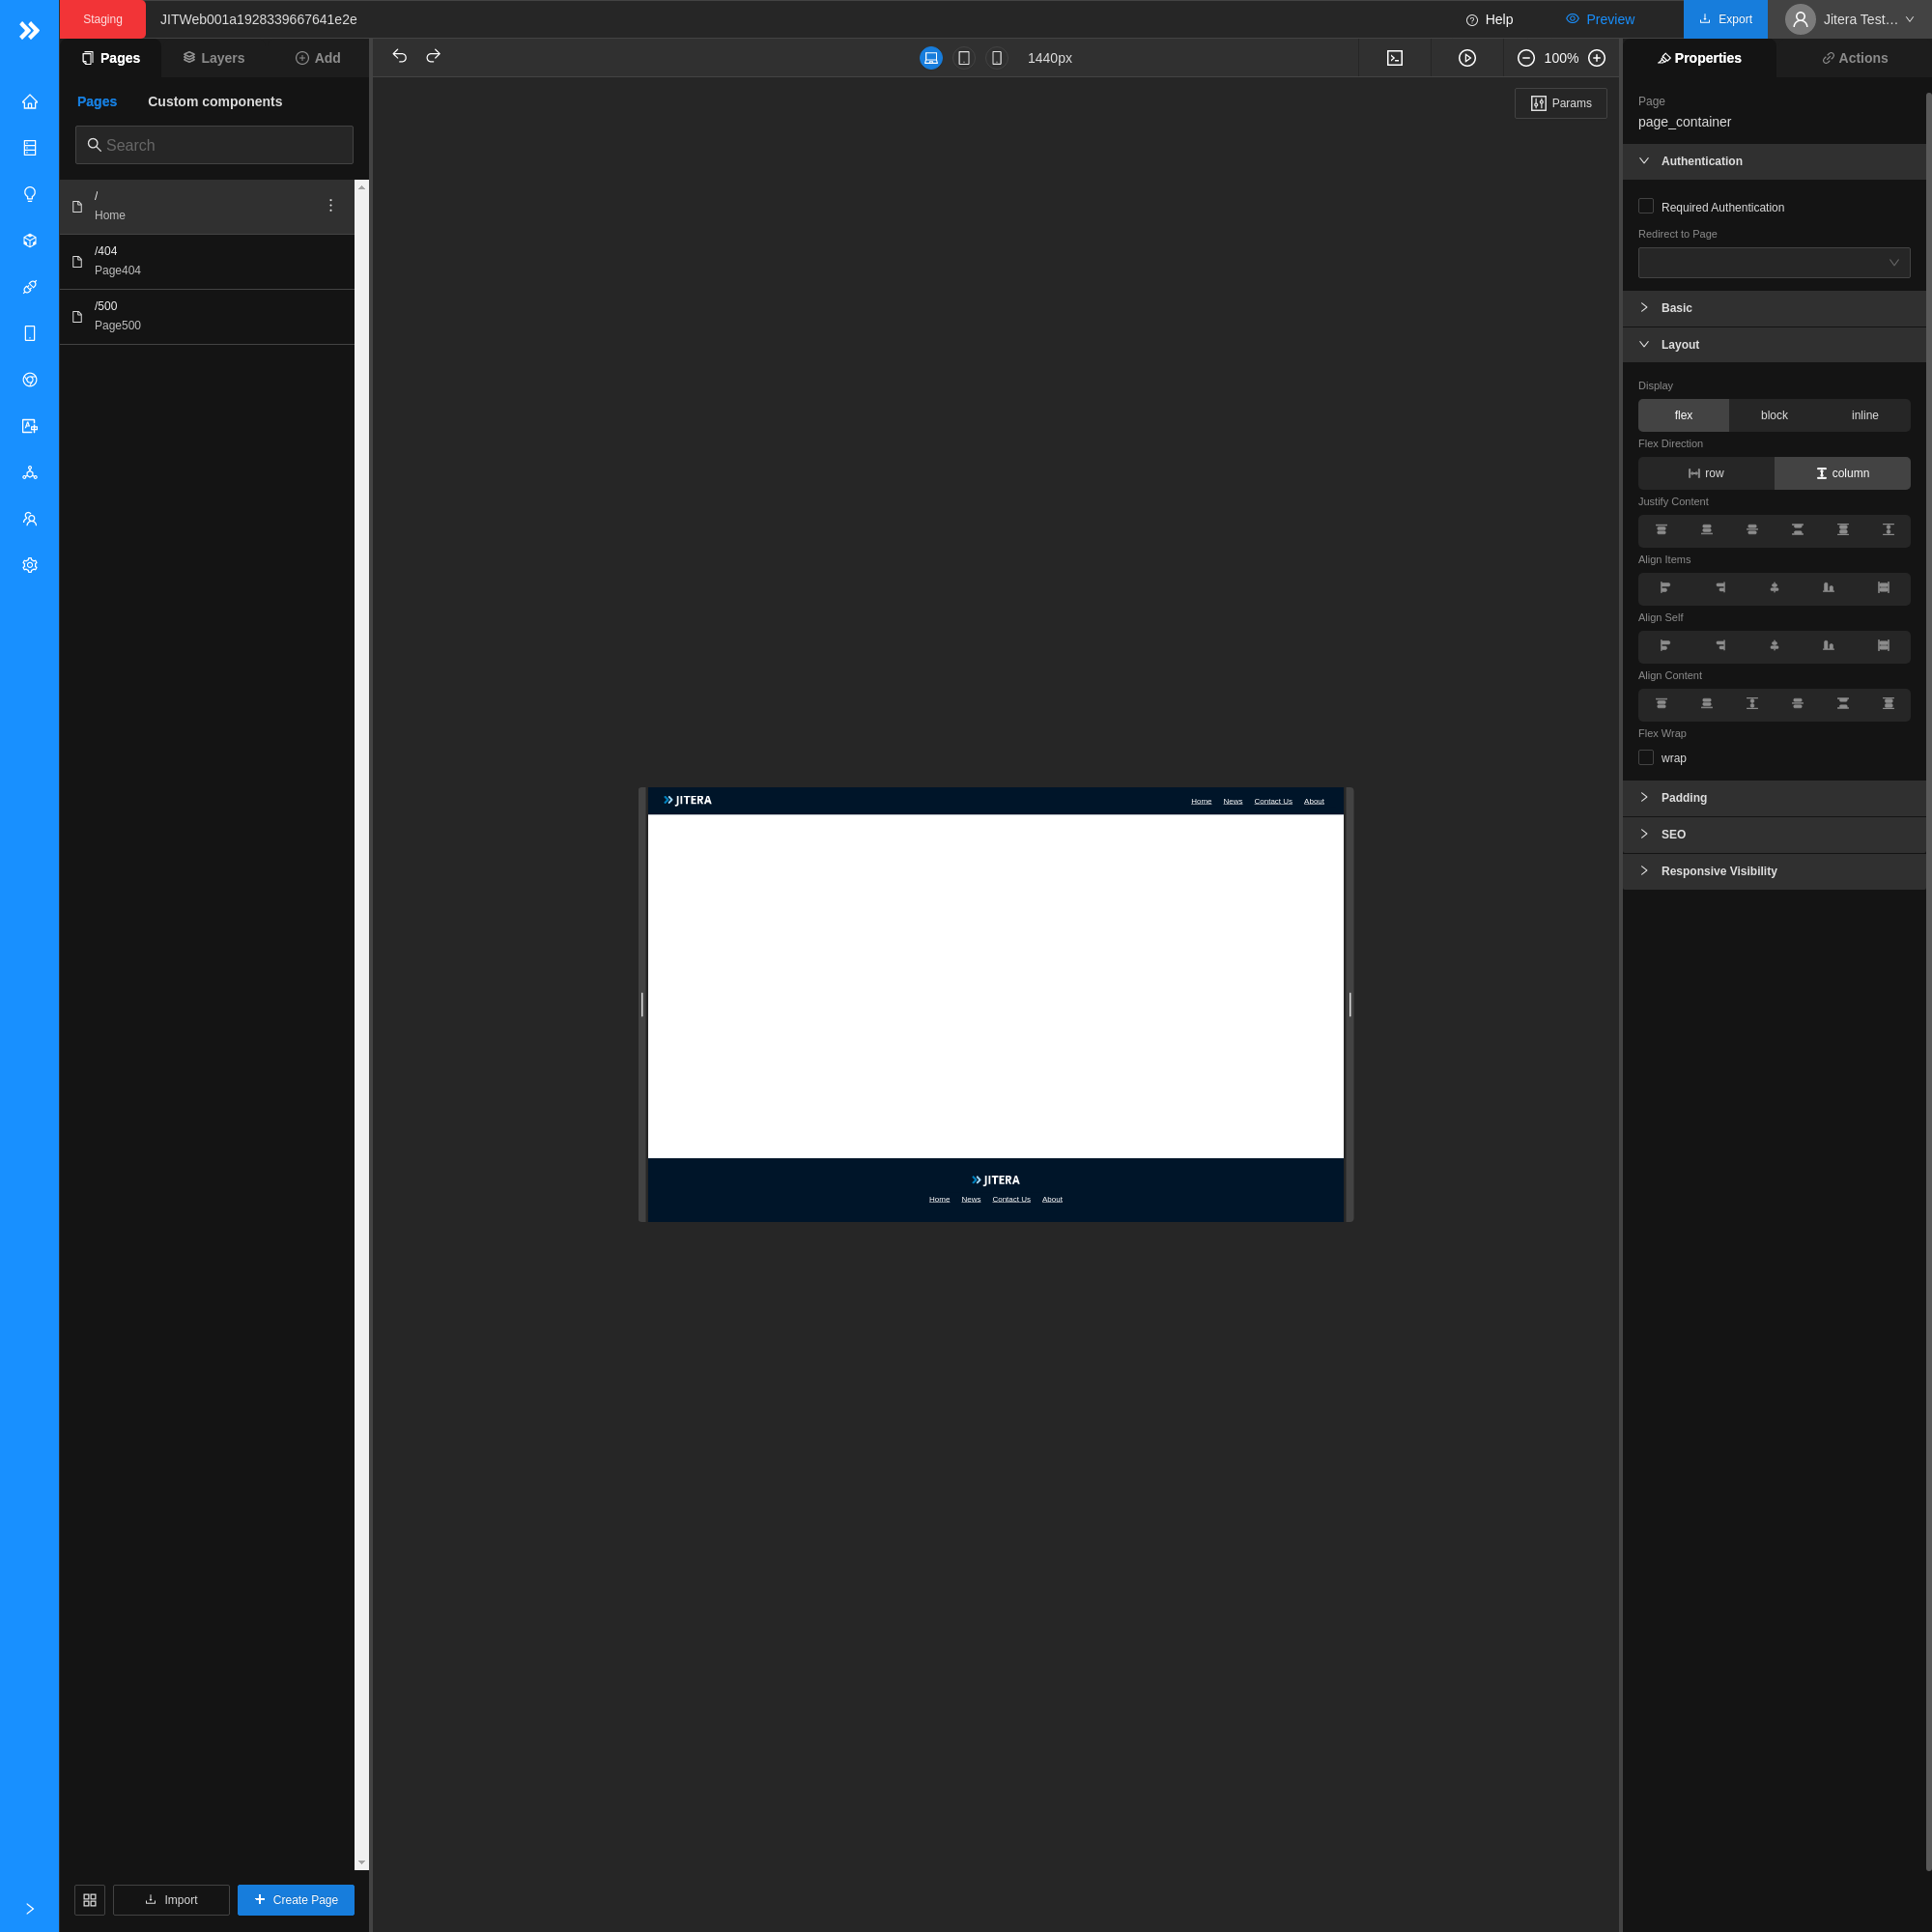 Staging
JITWeb001a1928339667641e2e
Help
Preview
Export
Jitera Test...
Pages
Layers
Add
1440px
100%
Properties
Actions
Pages
Custom components
Search
/
Home
/404
Page404
/500
Page500
Import
Create Page
Params
JITERA
Home News Contact Us About
JITERA
Home News Contact Us About
Page
page_container
Authentication
Required Authentication
Redirect to Page
Basic
Layout
Display
flex block inline
Flex Direction
row column
Justify Content
Align Items
Align Self
Align Content
Flex Wrap
wrap
Padding
SEO
Responsive Visibility